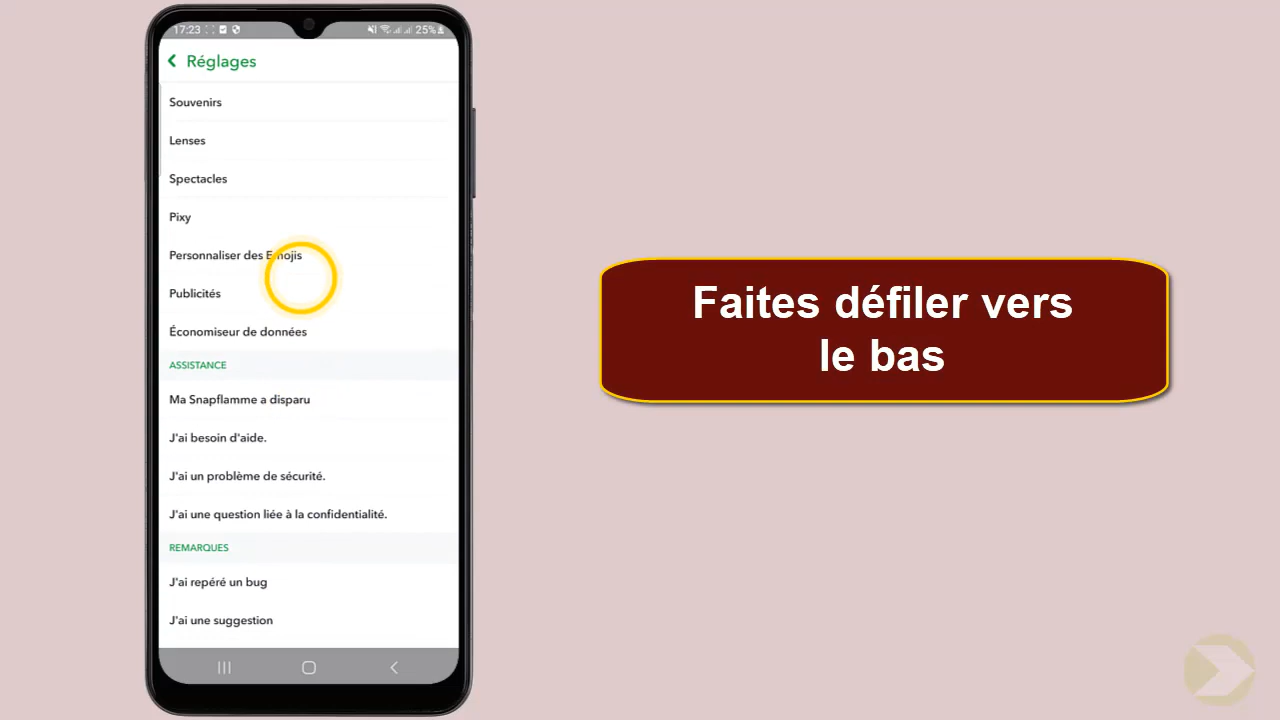 17:23
25%
Réglages
Souvenirs
Lenses
Spectacles
Pixy
Personnaliser des Emojis
Publicités
Économiseur de données
ASSISTANCE
Ma Snapflamme a disparu
J'ai besoin d'aide.
J'ai un problème de sécurité.
J'ai une question liée à la confidentialité.
REMARQUES
J'ai repéré un bug
J'ai une suggestion
Faites défiler vers
le bas